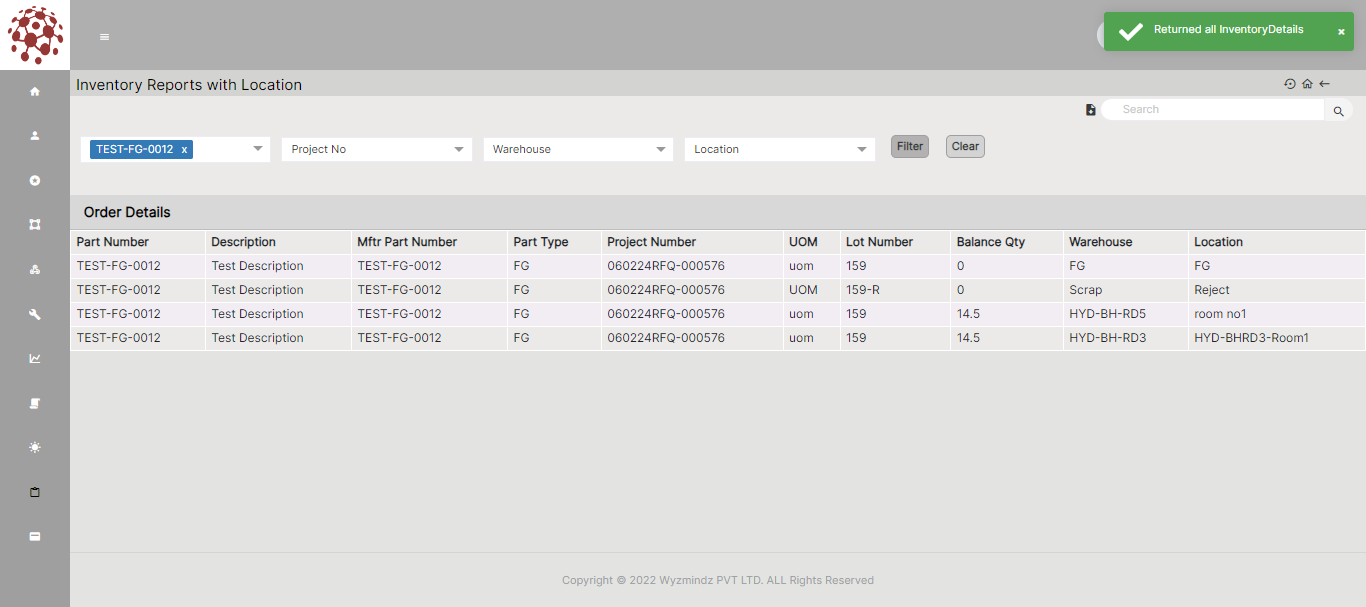 Returned all InventoryDetails ×
Inventory Reports with Location
Search
TEST-FG-0012 x Project No Warehouse Location Filter Clear
Order Details
Part Number Description Mftr Part Number Part Type Project Number UOM Lot Number Balance Qty Warehouse Location
TEST-FG-0012 Test Description TEST-FG-0012 FG 060224RFQ-000576 uom 159 0 FG FG
TEST-FG-0012 Test Description TEST-FG-0012 FG 060224RFQ-000576 UOM 159-R 0 Scrap Reject
TEST-FG-0012 Test Description TEST-FG-0012 FG 060224RFQ-000576 uom 159 14.5 HYD-BH-RD5 room no1
TEST-FG-0012 Test Description TEST-FG-0012 FG 060224RFQ-000576 uom 159 14.5 HYD-BH-RD3 HYD-BHRD3-Room1
Copyright © 2022 Wyzmindz PVT LTD. ALL Rights Reserved